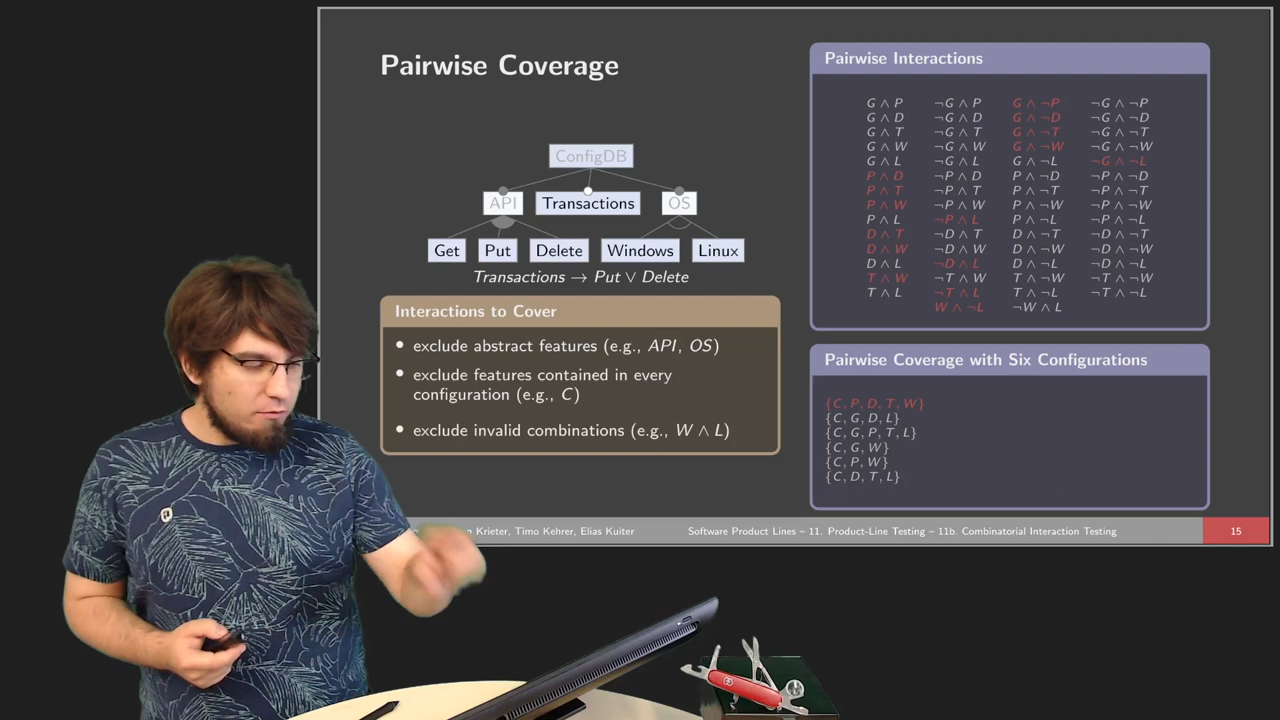 Pairwise Coverage
ConfigDB
API Transactions OS
Get Put Delete Windows Linux
Transactions → Put ∨ Delete
Interactions to Cover
• exclude abstract features (e.g., API, OS)
• exclude features contained in every
configuration (e.g., C)
• exclude invalid combinations (e.g., W ∧ L)
Pairwise Interactions
G ∧ P ¬G ∧ P G ∧ ¬P ¬G ∧ ¬P
G ∧ D ¬G ∧ D G ∧ ¬D ¬G ∧ ¬D
G ∧ T ¬G ∧ T G ∧ ¬T ¬G ∧ ¬T
G ∧ W ¬G ∧ W G ∧ ¬W ¬G ∧ ¬W
G ∧ L ¬G ∧ L G ∧ ¬L ¬G ∧ ¬L
P ∧ D ¬P ∧ D P ∧ ¬D ¬P ∧ ¬D
P ∧ T ¬P ∧ T P ∧ ¬T ¬P ∧ ¬T
P ∧ W ¬P ∧ W P ∧ ¬W ¬P ∧ ¬W
P ∧ L ¬P ∧ L P ∧ ¬L ¬P ∧ ¬L
D ∧ T ¬D ∧ T D ∧ ¬T ¬D ∧ ¬T
D ∧ W ¬D ∧ W D ∧ ¬W ¬D ∧ ¬W
D ∧ L ¬D ∧ L D ∧ ¬L ¬D ∧ ¬L
T ∧ W ¬T ∧ W T ∧ ¬W ¬T ∧ ¬W
T ∧ L ¬T ∧ L T ∧ ¬L ¬T ∧ ¬L
W ∧ ¬L ¬W ∧ L
Pairwise Coverage with Six Configurations
{C, P, D, T, W}
{C, G, D, L}
{C, G, P, T, L}
{C, G, W}
{C, P, W}
{C, D, T, L}
Krieter, Timo Kehrer, Elias Kuiter Software Product Lines – 11. Product-Line Testing – 11b. Combinatorial Interaction Testing 15